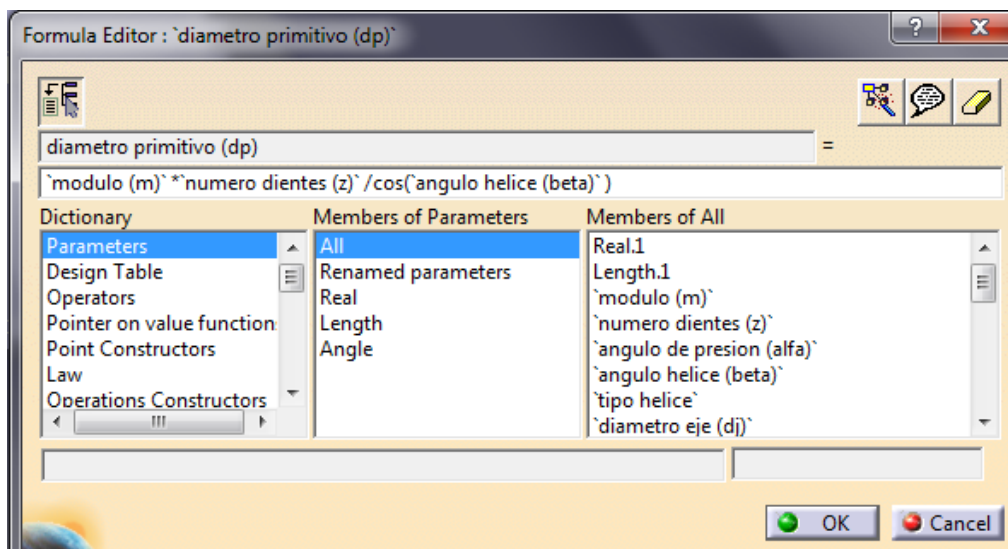 Formula Editor : `diametro primitivo (dp)`
diametro primitivo (dp) =
`modulo (m)` *`numero dientes (z)` /cos(`angulo helice (beta)` )
Dictionary
Parameters
Design Table
Operators
Pointer on value function
Point Constructors
Law
Operations Constructors
Members of Parameters
All
Renamed parameters
Real
Length
Angle
Members of All
Real.1
Length.1
`modulo (m)`
`numero dientes (z)`
`angulo de presion (alfa)`
`angulo helice (beta)`
`tipo helice`
`diametro eje (dj)`
OK
Cancel